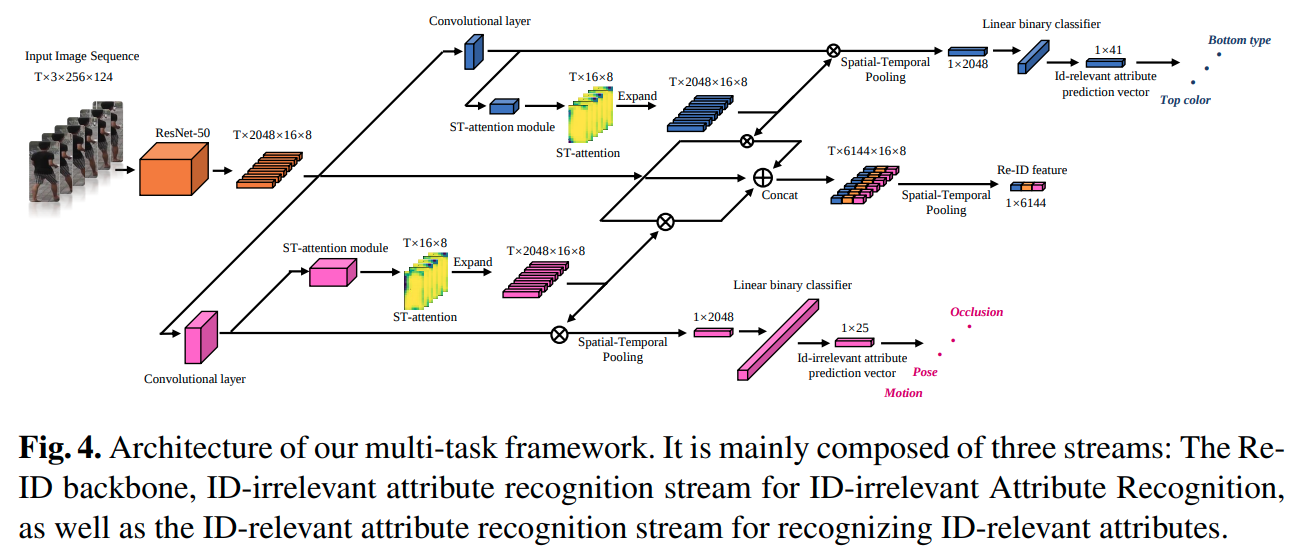 Convolutional layer
Linear binary classifier
Input Image Sequence
T×3×256×124
ResNet-50
T×2048×16×8
ST-attention module
T×16×8
ST-attention
Expand
T×2048×16×8
Spatial-Temporal
Pooling
1×2048
1×41
Id-relevant attribute
prediction vector
Bottom type
Top color
Concat
T×6144×16×8
Spatial-Temporal
Pooling
Re-ID feature
1×6144
ST-attention module
T×16×8
ST-attention
Expand
T×2048×16×8
Convolutional layer
Spatial-Temporal
Pooling
1×2048
Linear binary classifier
1×25
Id-irrelevant attribute
prediction vector
Occlusion
Pose
Motion
Fig. 4. Architecture of our multi-task framework. It is mainly composed of three streams: The Re-
ID backbone, ID-irrelevant attribute recognition stream for ID-irrelevant Attribute Recognition,
as well as the ID-relevant attribute recognition stream for recognizing ID-relevant attributes.